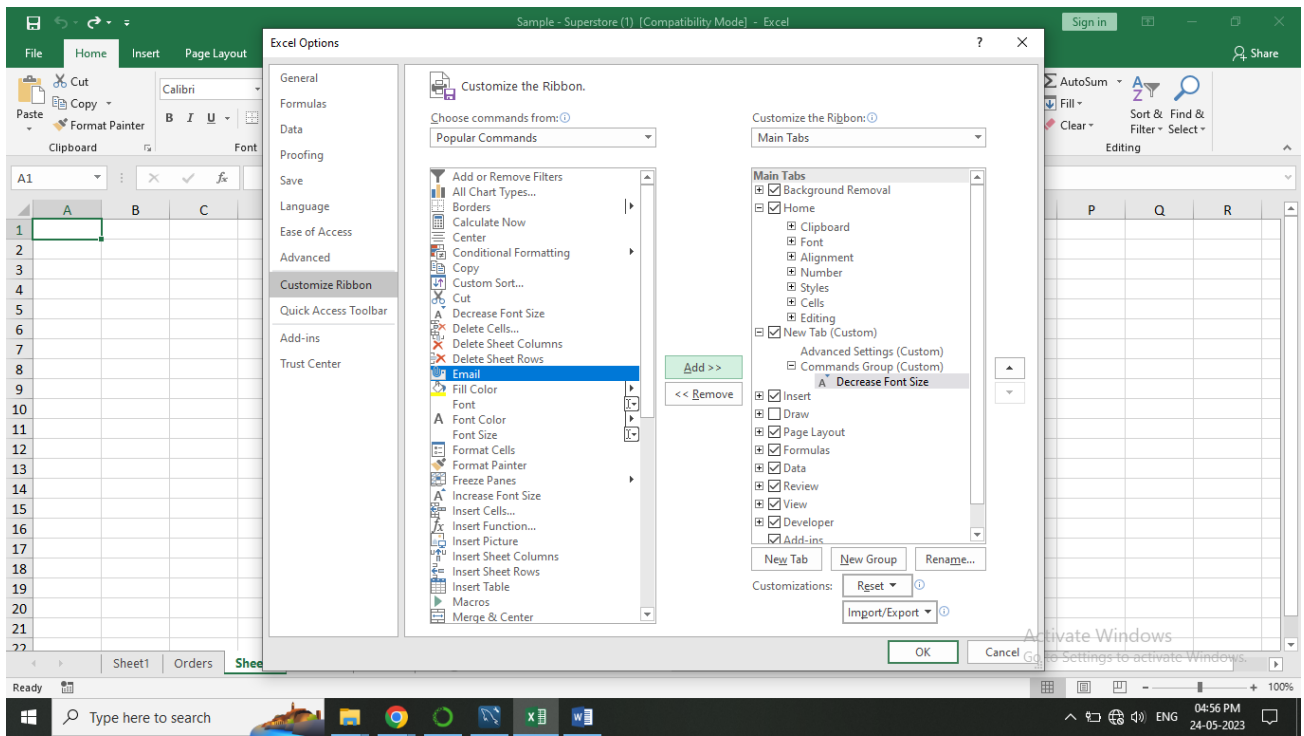 Sample - Superstore (1) [Compatibility Mode] - Excel
Sign in
File Home Insert Page Layout
Share
Excel Options
? ×
Cut
Copy
Format Painter
Paste
Clipboard
Calibri
B I U
Font
AutoSum
Fill
Clear
Sort & Find &
Filter Select
Editing
A1
fx
A B C P Q R
1
2
3
4
5
6
7
8
9
10
11
12
13
14
15
16
17
18
19
20
21
22
General
Formulas
Data
Proofing
Save
Language
Ease of Access
Advanced
Customize Ribbon
Quick Access Toolbar
Add-ins
Trust Center
Customize the Ribbon.
Choose commands from:
Popular Commands
Add or Remove Filters
All Chart Types...
Borders
Calculate Now
Center
Conditional Formatting
Copy
Custom Sort...
Cut
Decrease Font Size
Delete Cells...
Delete Sheet Columns
Delete Sheet Rows
Email
Fill Color
Font
Font Color
Font Size
Format Cells
Format Painter
Freeze Panes
Increase Font Size
Insert Cells...
Insert Function...
Insert Picture
Insert Sheet Columns
Insert Sheet Rows
Insert Table
Macros
Merge & Center
Add >>
<< Remove
Customize the Ribbon:
Main Tabs
Main Tabs
Background Removal
Home
Clipboard
Font
Alignment
Number
Styles
Cells
Editing
New Tab (Custom)
Advanced Settings (Custom)
Commands Group (Custom)
Decrease Font Size
Insert
Draw
Page Layout
Formulas
Data
Review
View
Developer
Add-ins
New Tab New Group Rename...
Customizations: Reset
Import/Export
OK Cancel
Activate Windows
Go to Settings to activate Windows.
Sheet1 Orders Shee
Ready
100%
Type here to search
ENG
04:56 PM
24-05-2023